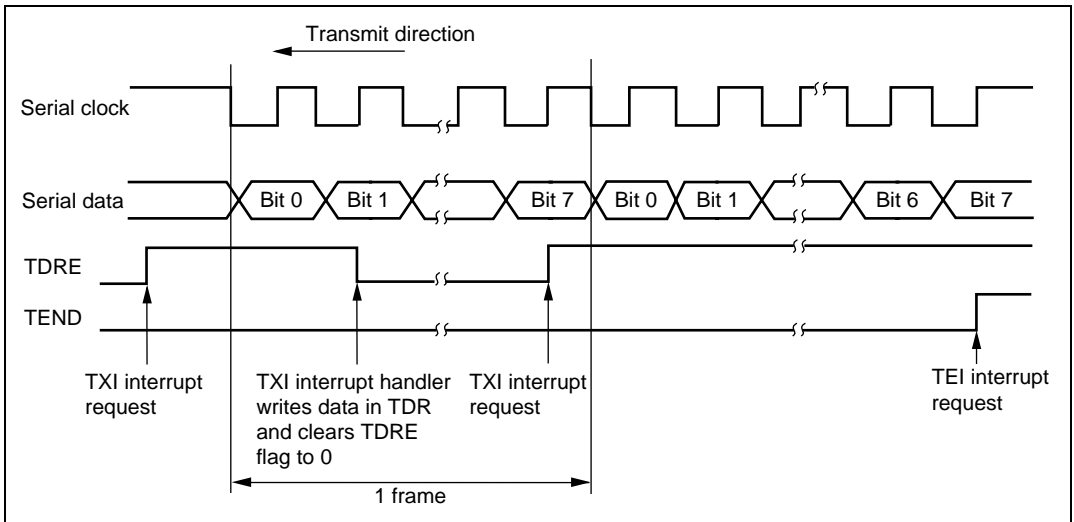 Transmit direction
Serial clock
Serial data
Bit 0
Bit 1
Bit 7
Bit 0
Bit 1
Bit 6
Bit 7
TDRE
TEND
TXI interrupt
request
TXI interrupt handler
writes data in TDR
and clears TDRE
flag to 0
TXI interrupt
request
TEI interrupt
request
1 frame